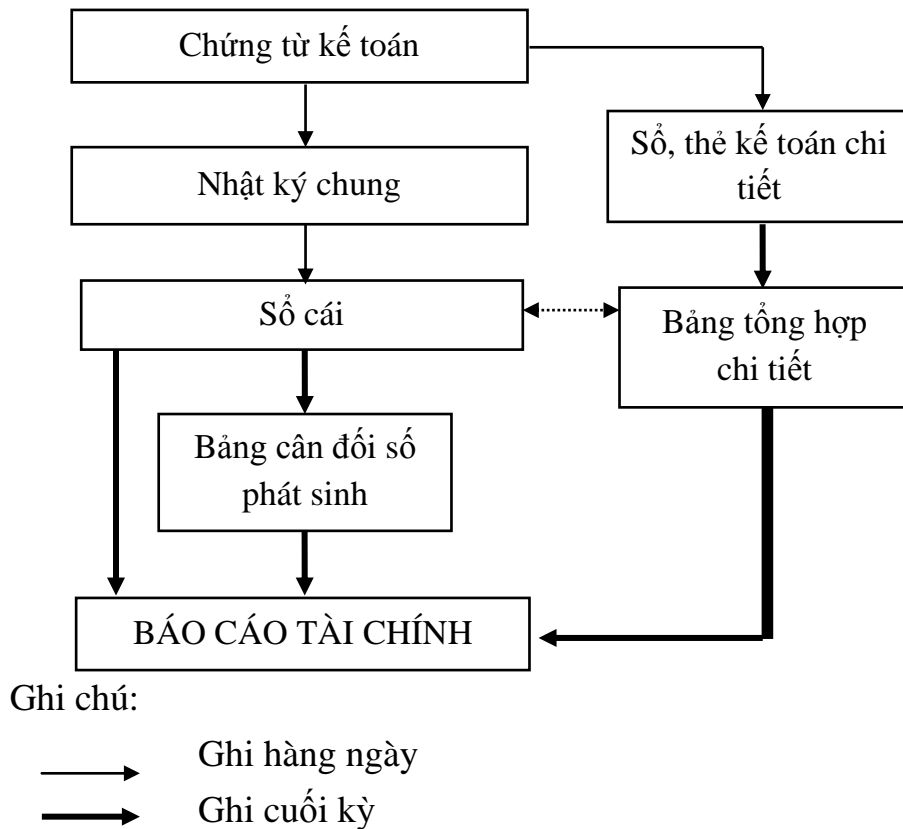 Chứng từ kế toán
Sổ, thẻ kế toán chi
tiết
Nhật ký chung
Sổ cái
Bảng tổng hợp
chi tiết
Bảng cân đối số
phát sinh
BÁO CÁO TÀI CHÍNH
Ghi chú:
Ghi hàng ngày
Ghi cuối kỳ